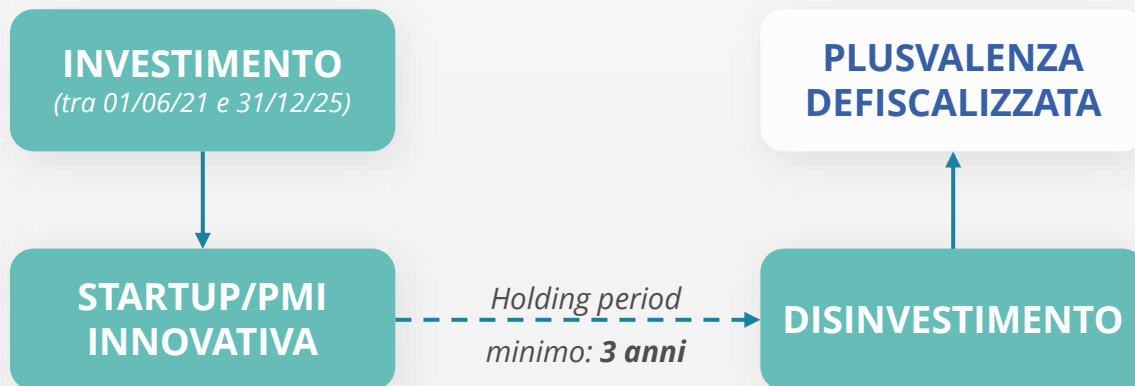 INVESTIMENTO
(tra 01/06/21 e 31/12/25)
PLUSVALENZA
DEFISCALIZZATA
STARTUP/PMI
INNOVATIVA
Holding period
minimo: 3 anni
DISINVESTIMENTO